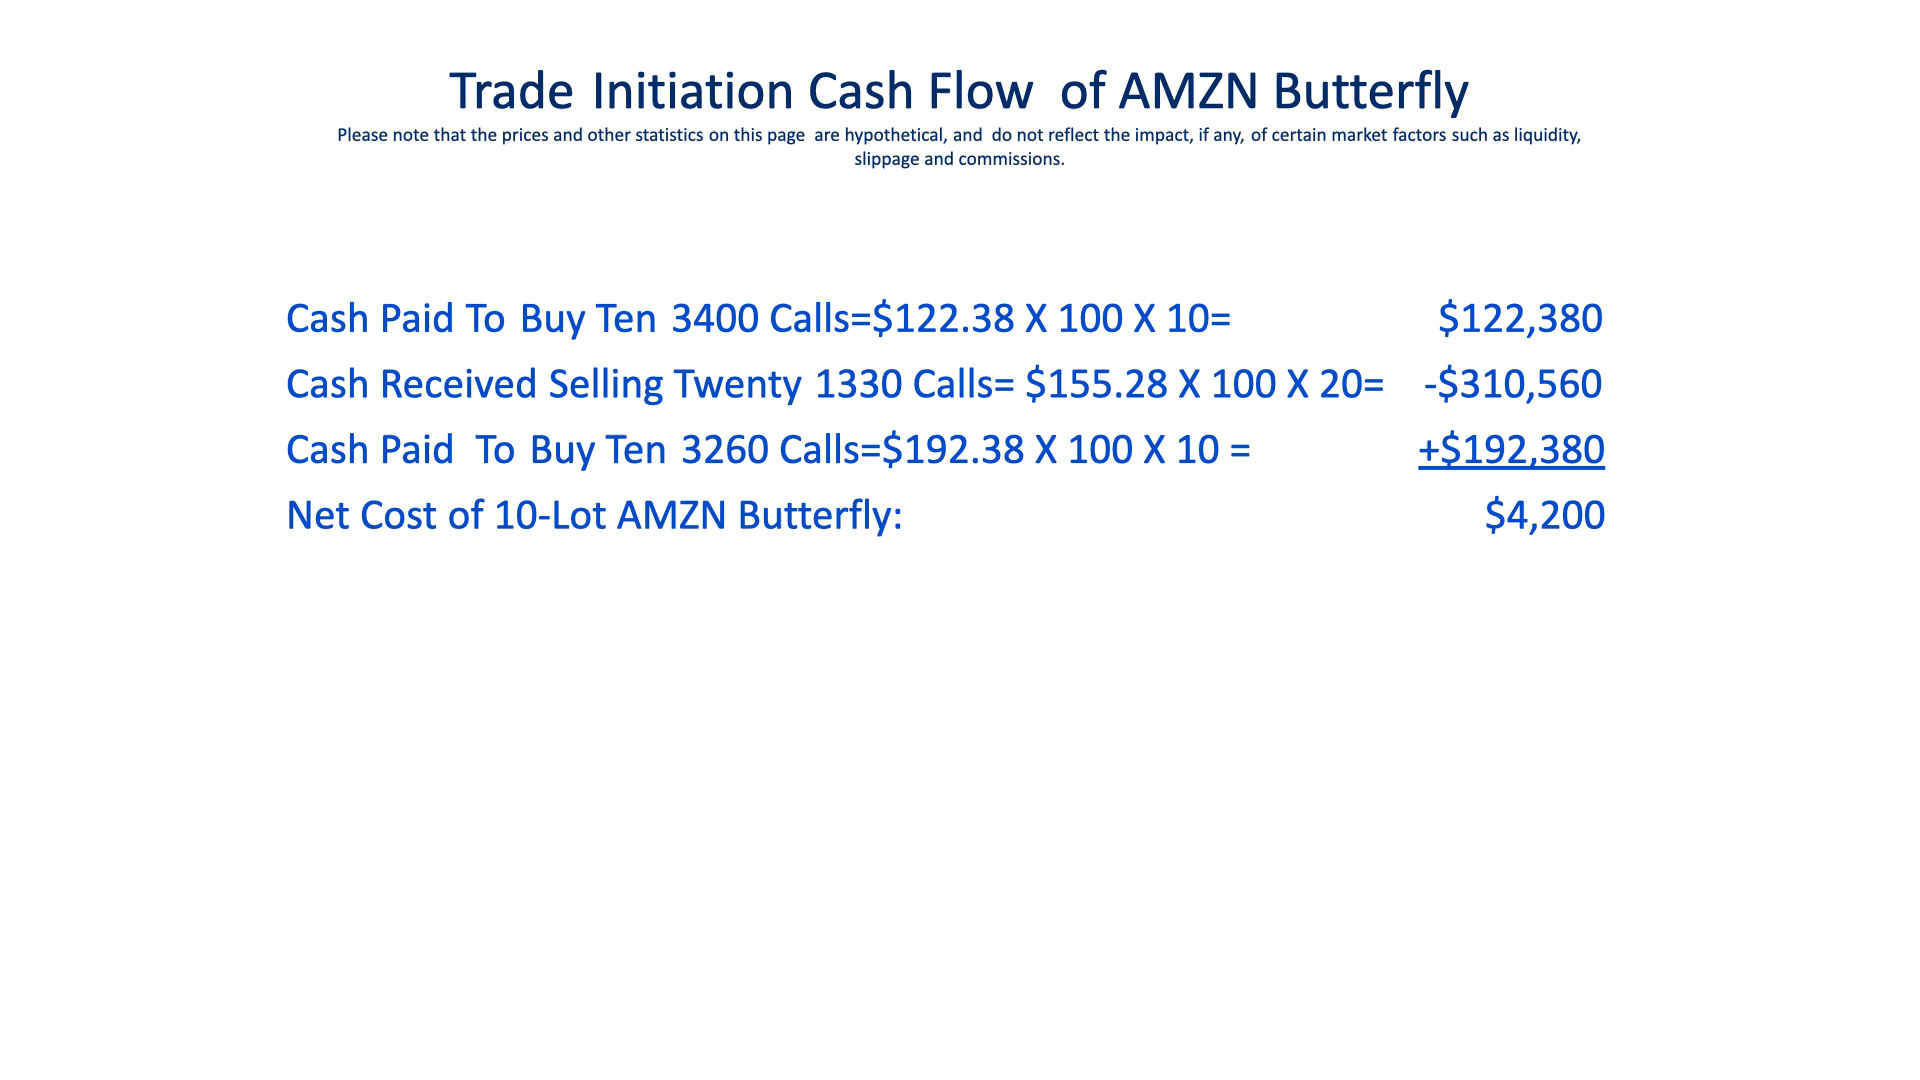 Trade Initiation Cash Flow of AMZN Butterfly
Please note that the prices and other statistics on this page are hypothetical, and do not reflect the impact, if any, of certain market factors such as liquidity,
slippage and commissions.
Cash Paid To Buy Ten 3400 Calls=$122.38 X 100 X 10= $122,380
Cash Received Selling Twenty 1330 Calls= $155.28 X 100 X 20= -$310,560
Cash Paid To Buy Ten 3260 Calls=$192.38 X 100 X 10 = +$192,380
Net Cost of 10-Lot AMZN Butterfly: $4,200